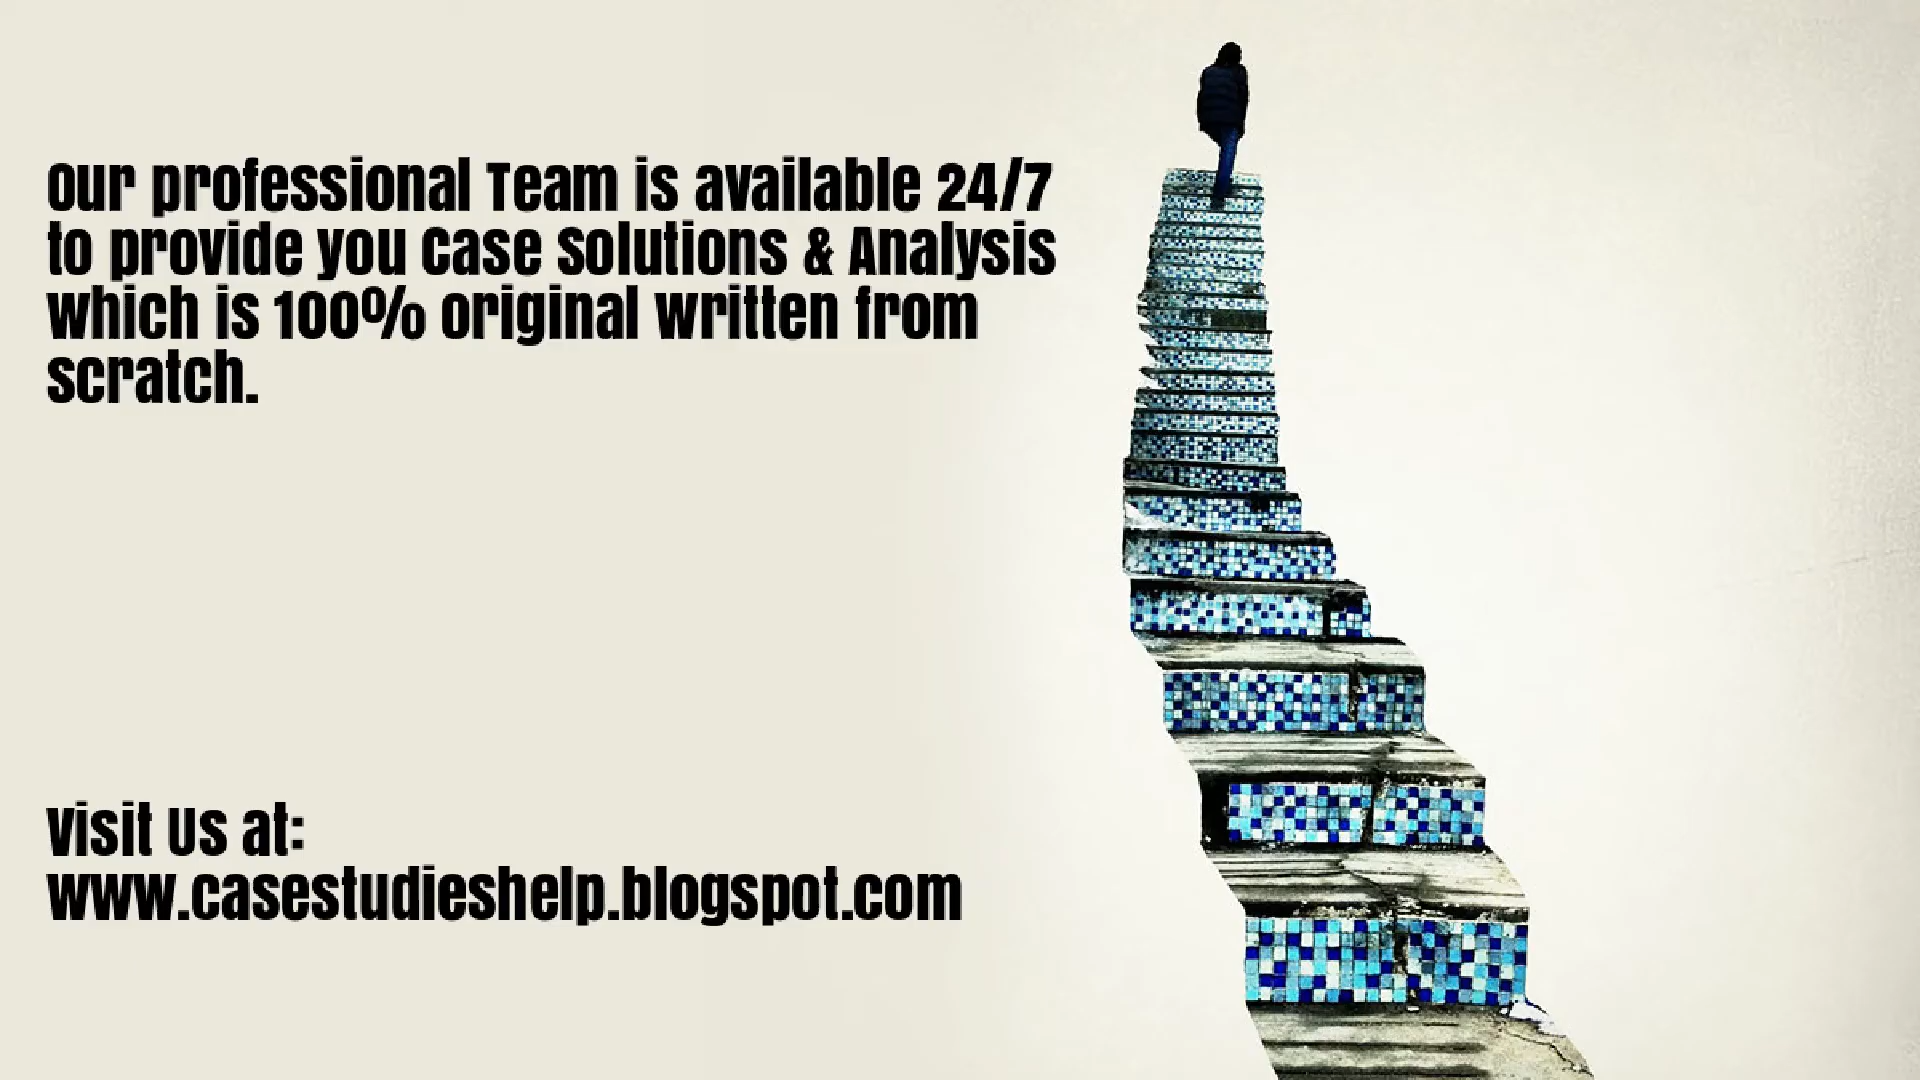 Our professional Team is available 24/7
to provide you Case Solutions & Analysis
which is 100% original written from
scratch.
Visit Us at:
www.casestudieshelp.blogspot.com